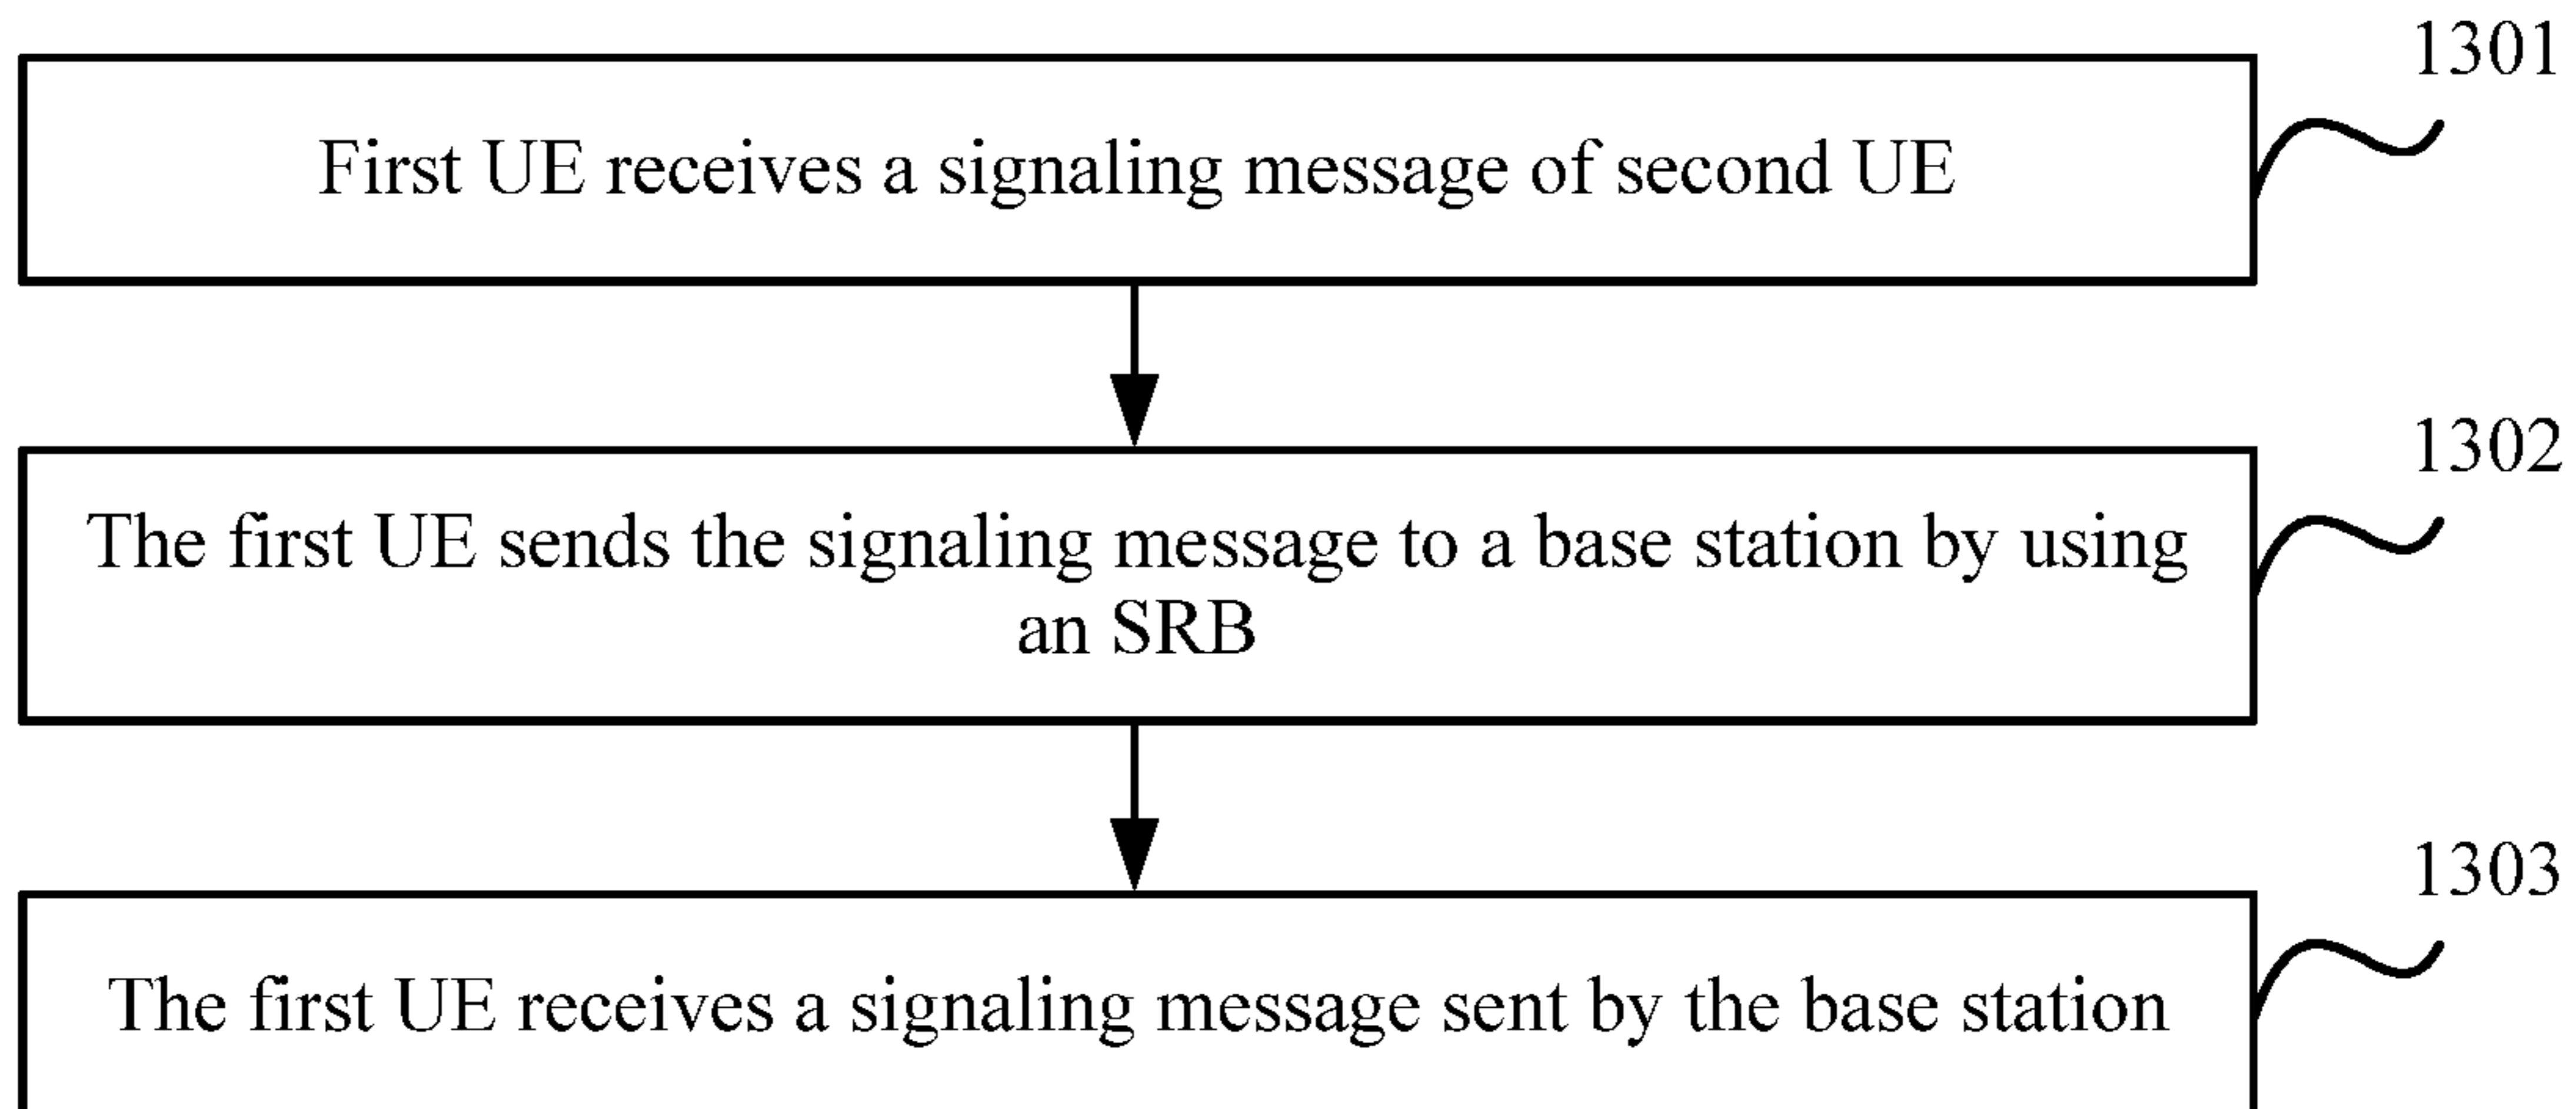 1301
First UE receives a signaling message of second UE
1302
The first UE sends the signaling message to a base station by using
an SRB
1303
The first UE receives a signaling message sent by the base station